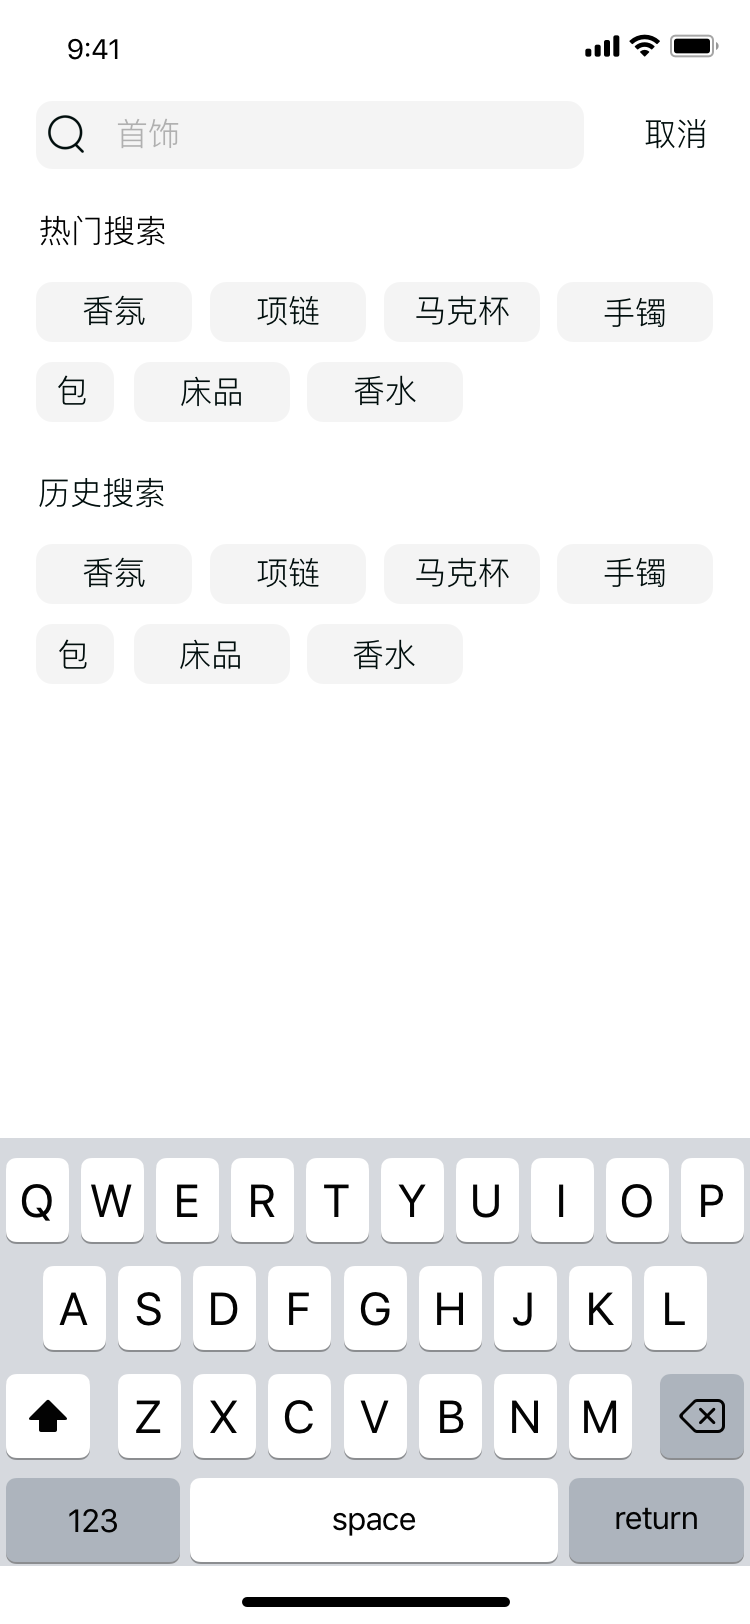 9:41
首饰 取消
热门搜索
香氛 项链 马克杯 手镯
包 床品 香水
历史搜索
香氛 项链 马克杯 手镯
包 床品 香水
Q W E R T Y U I O P
A S D F G H J K L
Z X C V B N M
123 space return